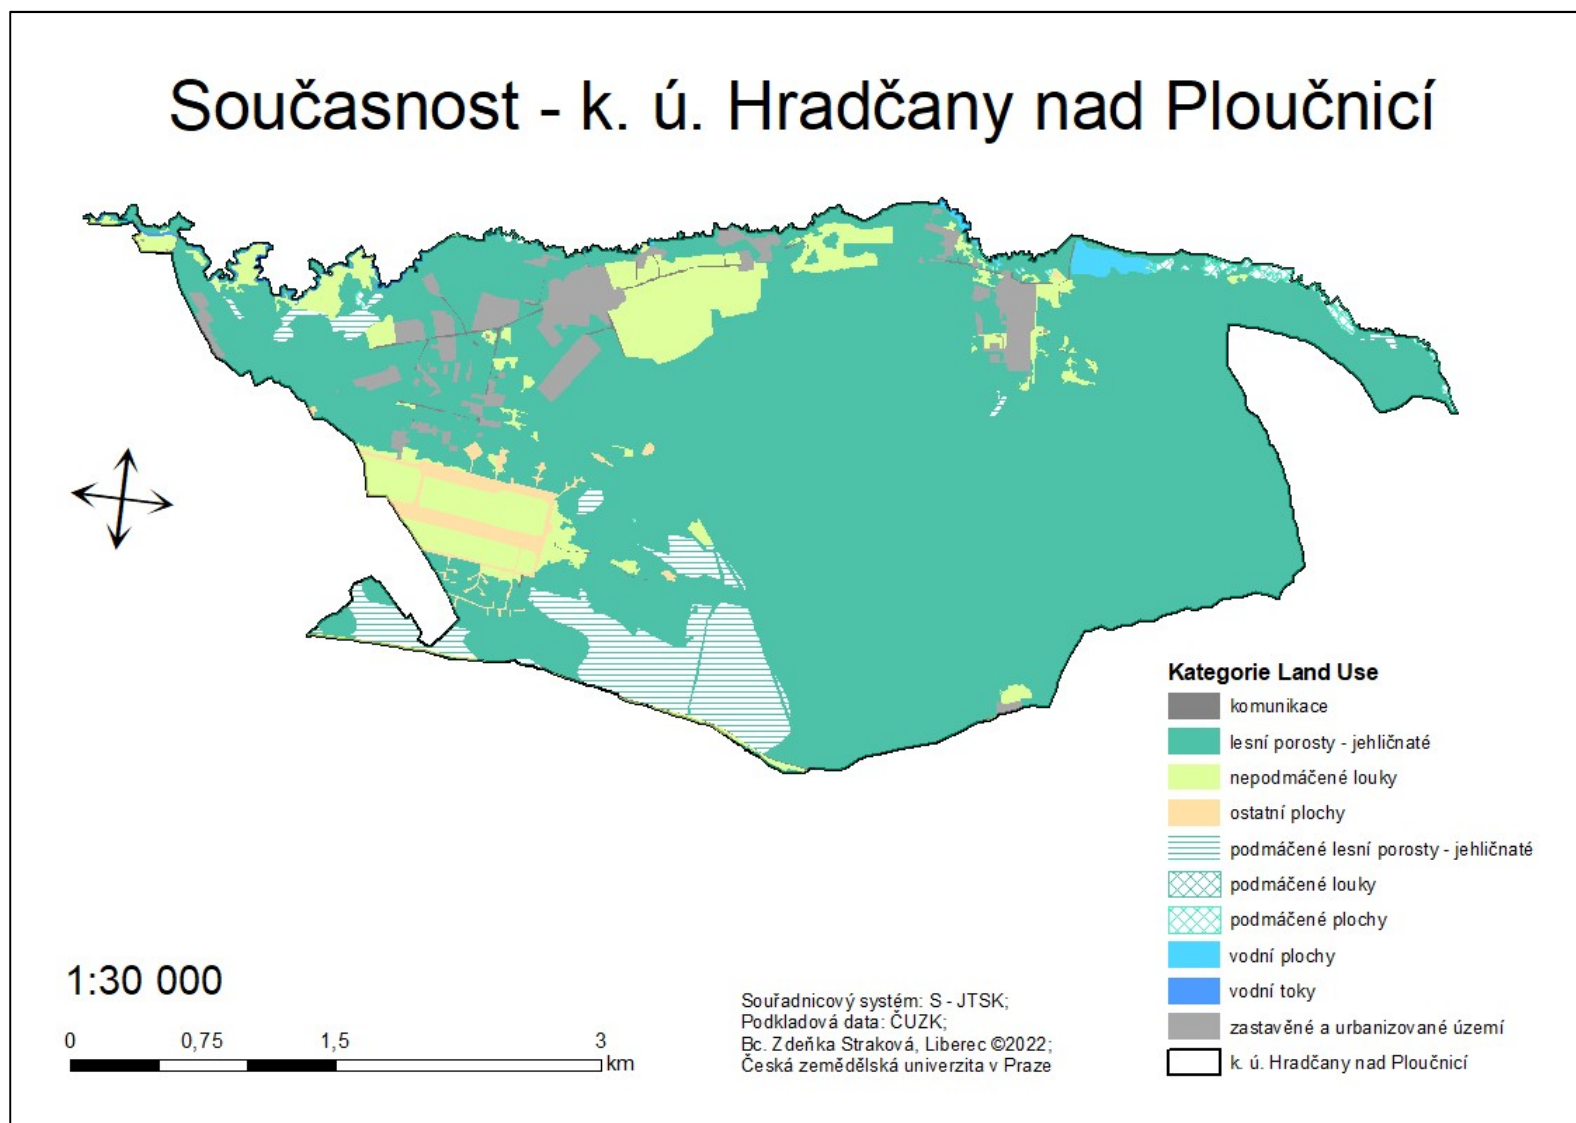 Současnost - k. ú. Hradčany nad Ploučnicí
Kategorie Land Use
komunikace
lesní porosty - jehličnaté
nepodmáčené louky
ostatní plochy
podmáčené lesní porosty - jehličnaté
podmáčené louky
podmáčené plochy
vodní plochy
vodní toky
zastavěné a urbanizované území
k. ú. Hradčany nad Ploučnicí
1:30 000
0 0,75 1,5 3
km
Souřadnicový systém: S - JTSK;
Podkladová data: ČUZK;
Bc. Zdeňka Straková, Liberec ©2022;
Česká zemědělská univerzita v Praze